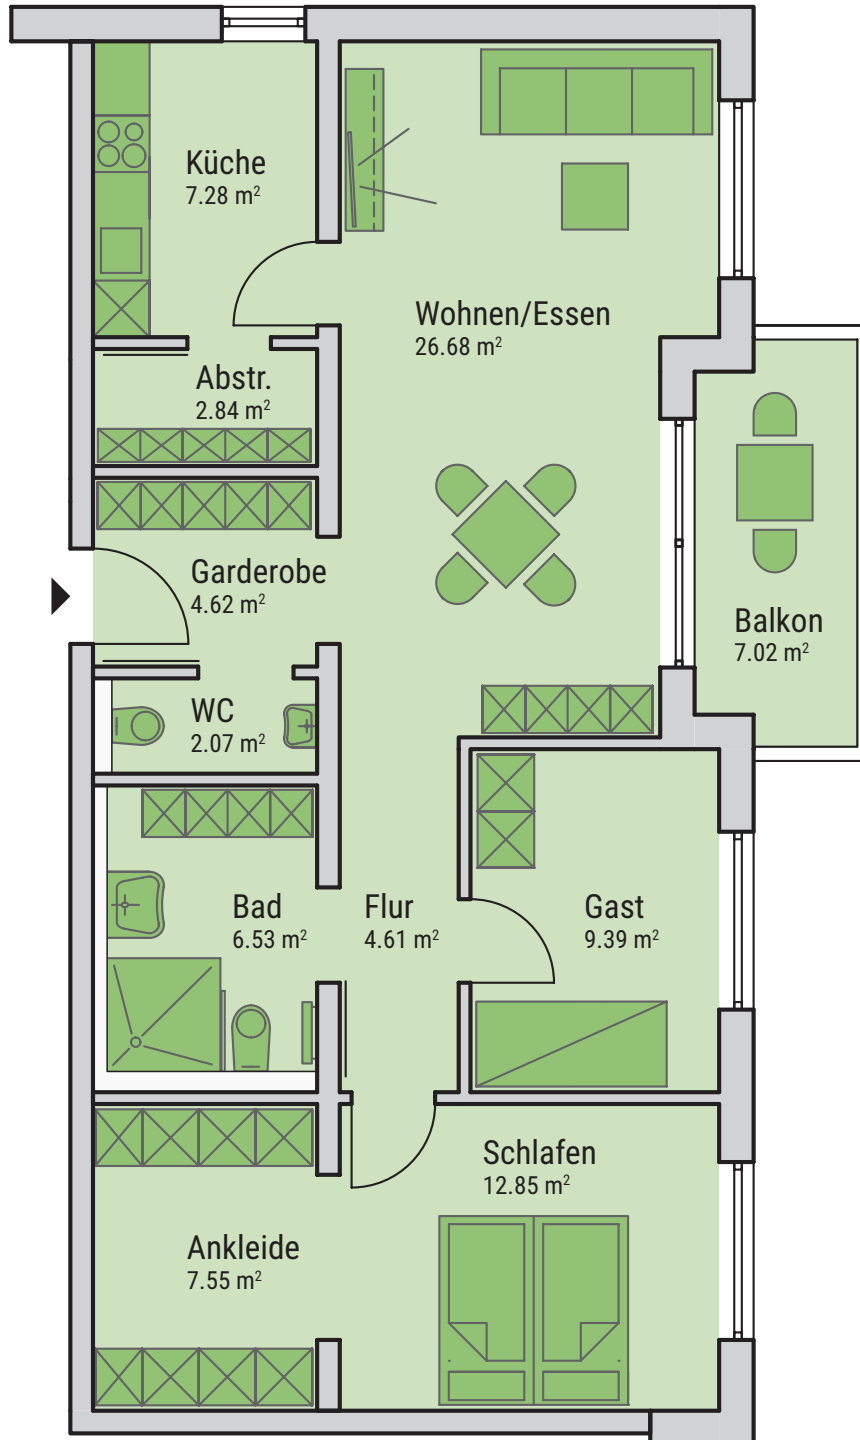 Küche
7.28 m²
Wohnen/Essen
26.68 m²
Abstr.
2.84 m²
Garderobe
4.62 m²
Balkon
7.02 m²
WC
2.07 m²
Bad
6.53 m²
Flur
4.61 m²
Gast
9.39 m²
Schlafen
12.85 m²
Ankleide
7.55 m²